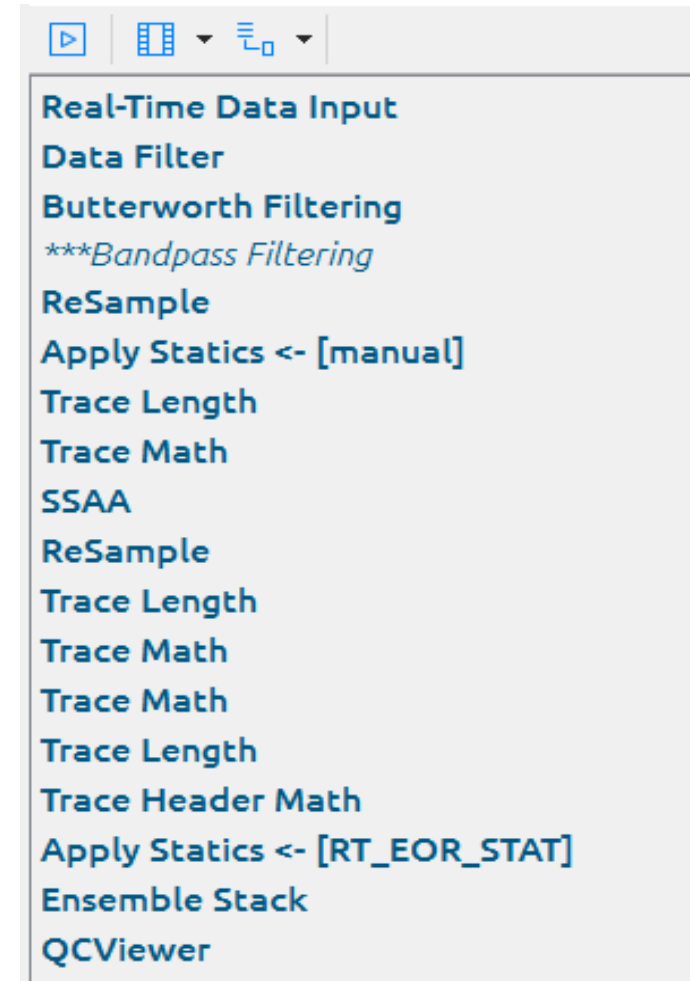 Real-Time Data Input
Data Filter
Butterworth Filtering
***Bandpass Filtering
ReSample
Apply Statics <- [manual]
Trace Length
Trace Math
SSAA
ReSample
Trace Length
Trace Math
Trace Math
Trace Length
Trace Header Math
Apply Statics <- [RT_EOR_STAT]
Ensemble Stack
QCViewer